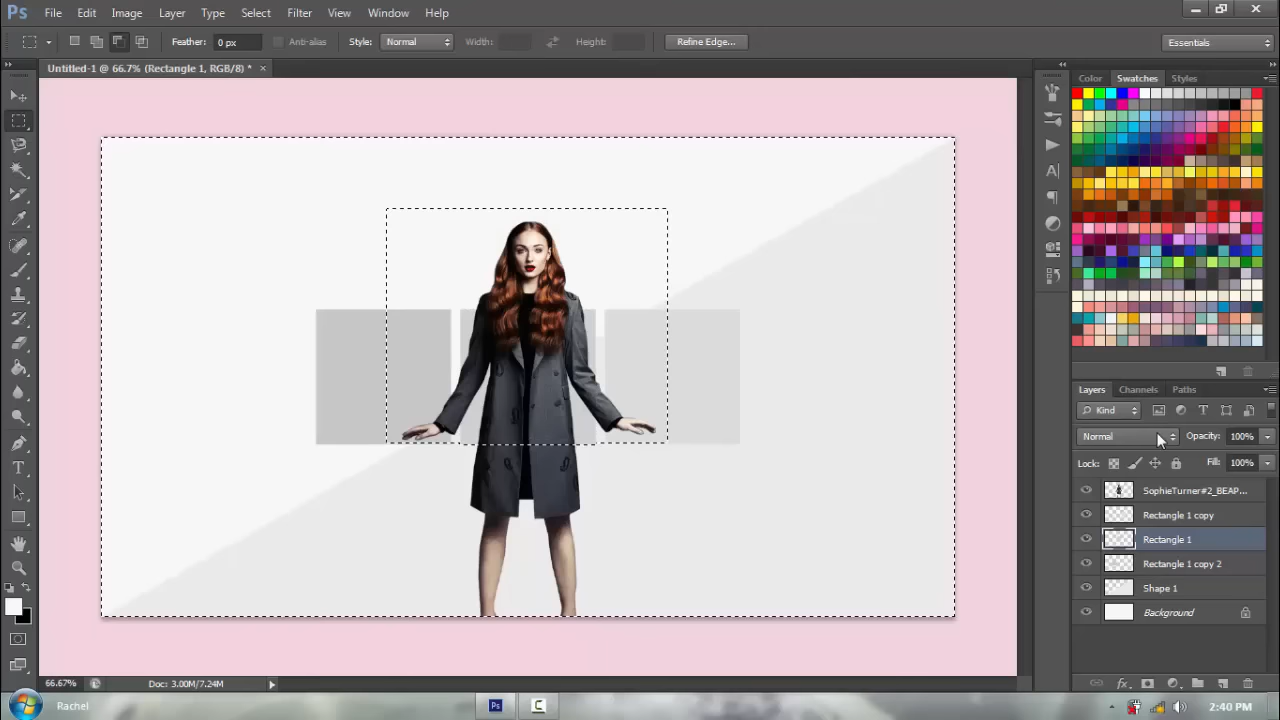 Ps File Edit Image Layer Type Select Filter View Window Help
Feather: 0 px Anti-alias Style: Normal Width: Height: Refine Edge... Essentials
Untitled-1 @ 66.7% (Rectangle 1, RGB/8) * ×
Color Swatches Styles
Layers Channels Paths
Kind
Normal Opacity: 100%
Lock: Fill: 100%
SophieTurner#2_BEAP...
Rectangle 1 copy
Rectangle 1
Rectangle 1 copy 2
Shape 1
Background
fx
66.67% Doc: 3.00M/7.24M
Rachel Ps C 2:40 PM